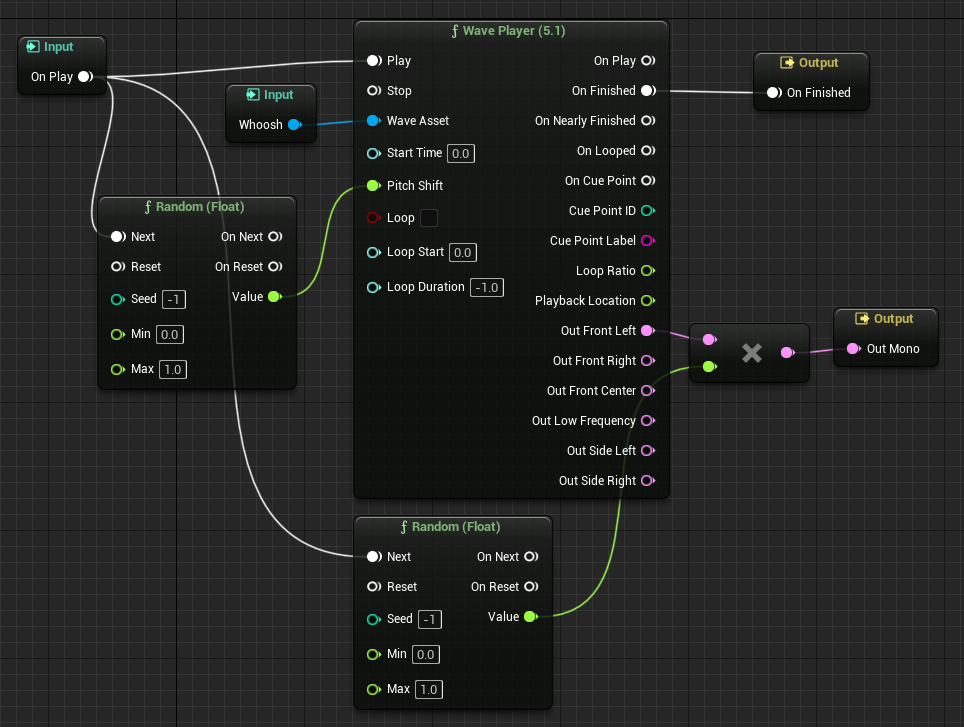 Input
On Play
Input
Whoosh
Random (Float)
Next
On Next
Reset
On Reset
Seed -1
Value
Min 0.0
Max 1.0
ƒ Wave Player (5.1)
Play
On Play
Stop
On Finished
Wave Asset
On Nearly Finished
Start Time 0.0
On Looped
Pitch Shift
On Cue Point
Loop
Cue Point ID
Loop Start 0.0
Cue Point Label
Loop Duration -1.0
Loop Ratio
Playback Location
Out Front Left
Out Front Right
Out Front Center
Out Low Frequency
Out Side Left
Out Side Right
Output
On Finished
Output
Out Mono
ƒ Random (Float)
Next
On Next
Reset
On Reset
Seed -1
Value
Min 0.0
Max 1.0